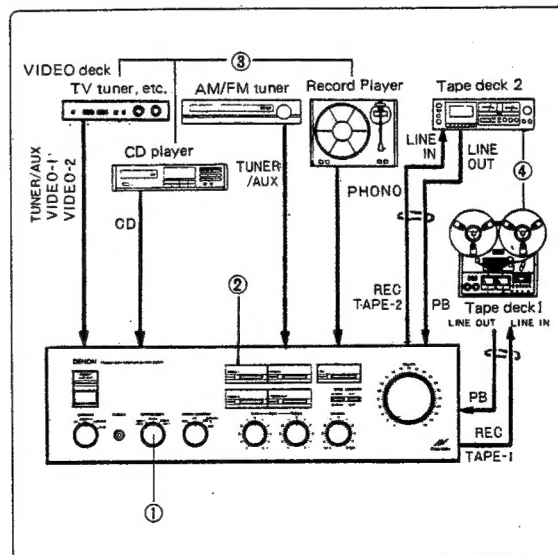 ③
VIDEO deck
TV tuner, etc.
AM/FM tuner
Record Player
Tape deck 2
CD player
LINE IN
LINE OUT
④
TUNER/AUX
VIDEO-1
VIDEO-2
TUNER/AUX
PHONO
CD
REC
TAPE-2
PB
②
Tape deck 1
LINE OUT
LINE IN
DENON
PB
REC
TAPE-1
①